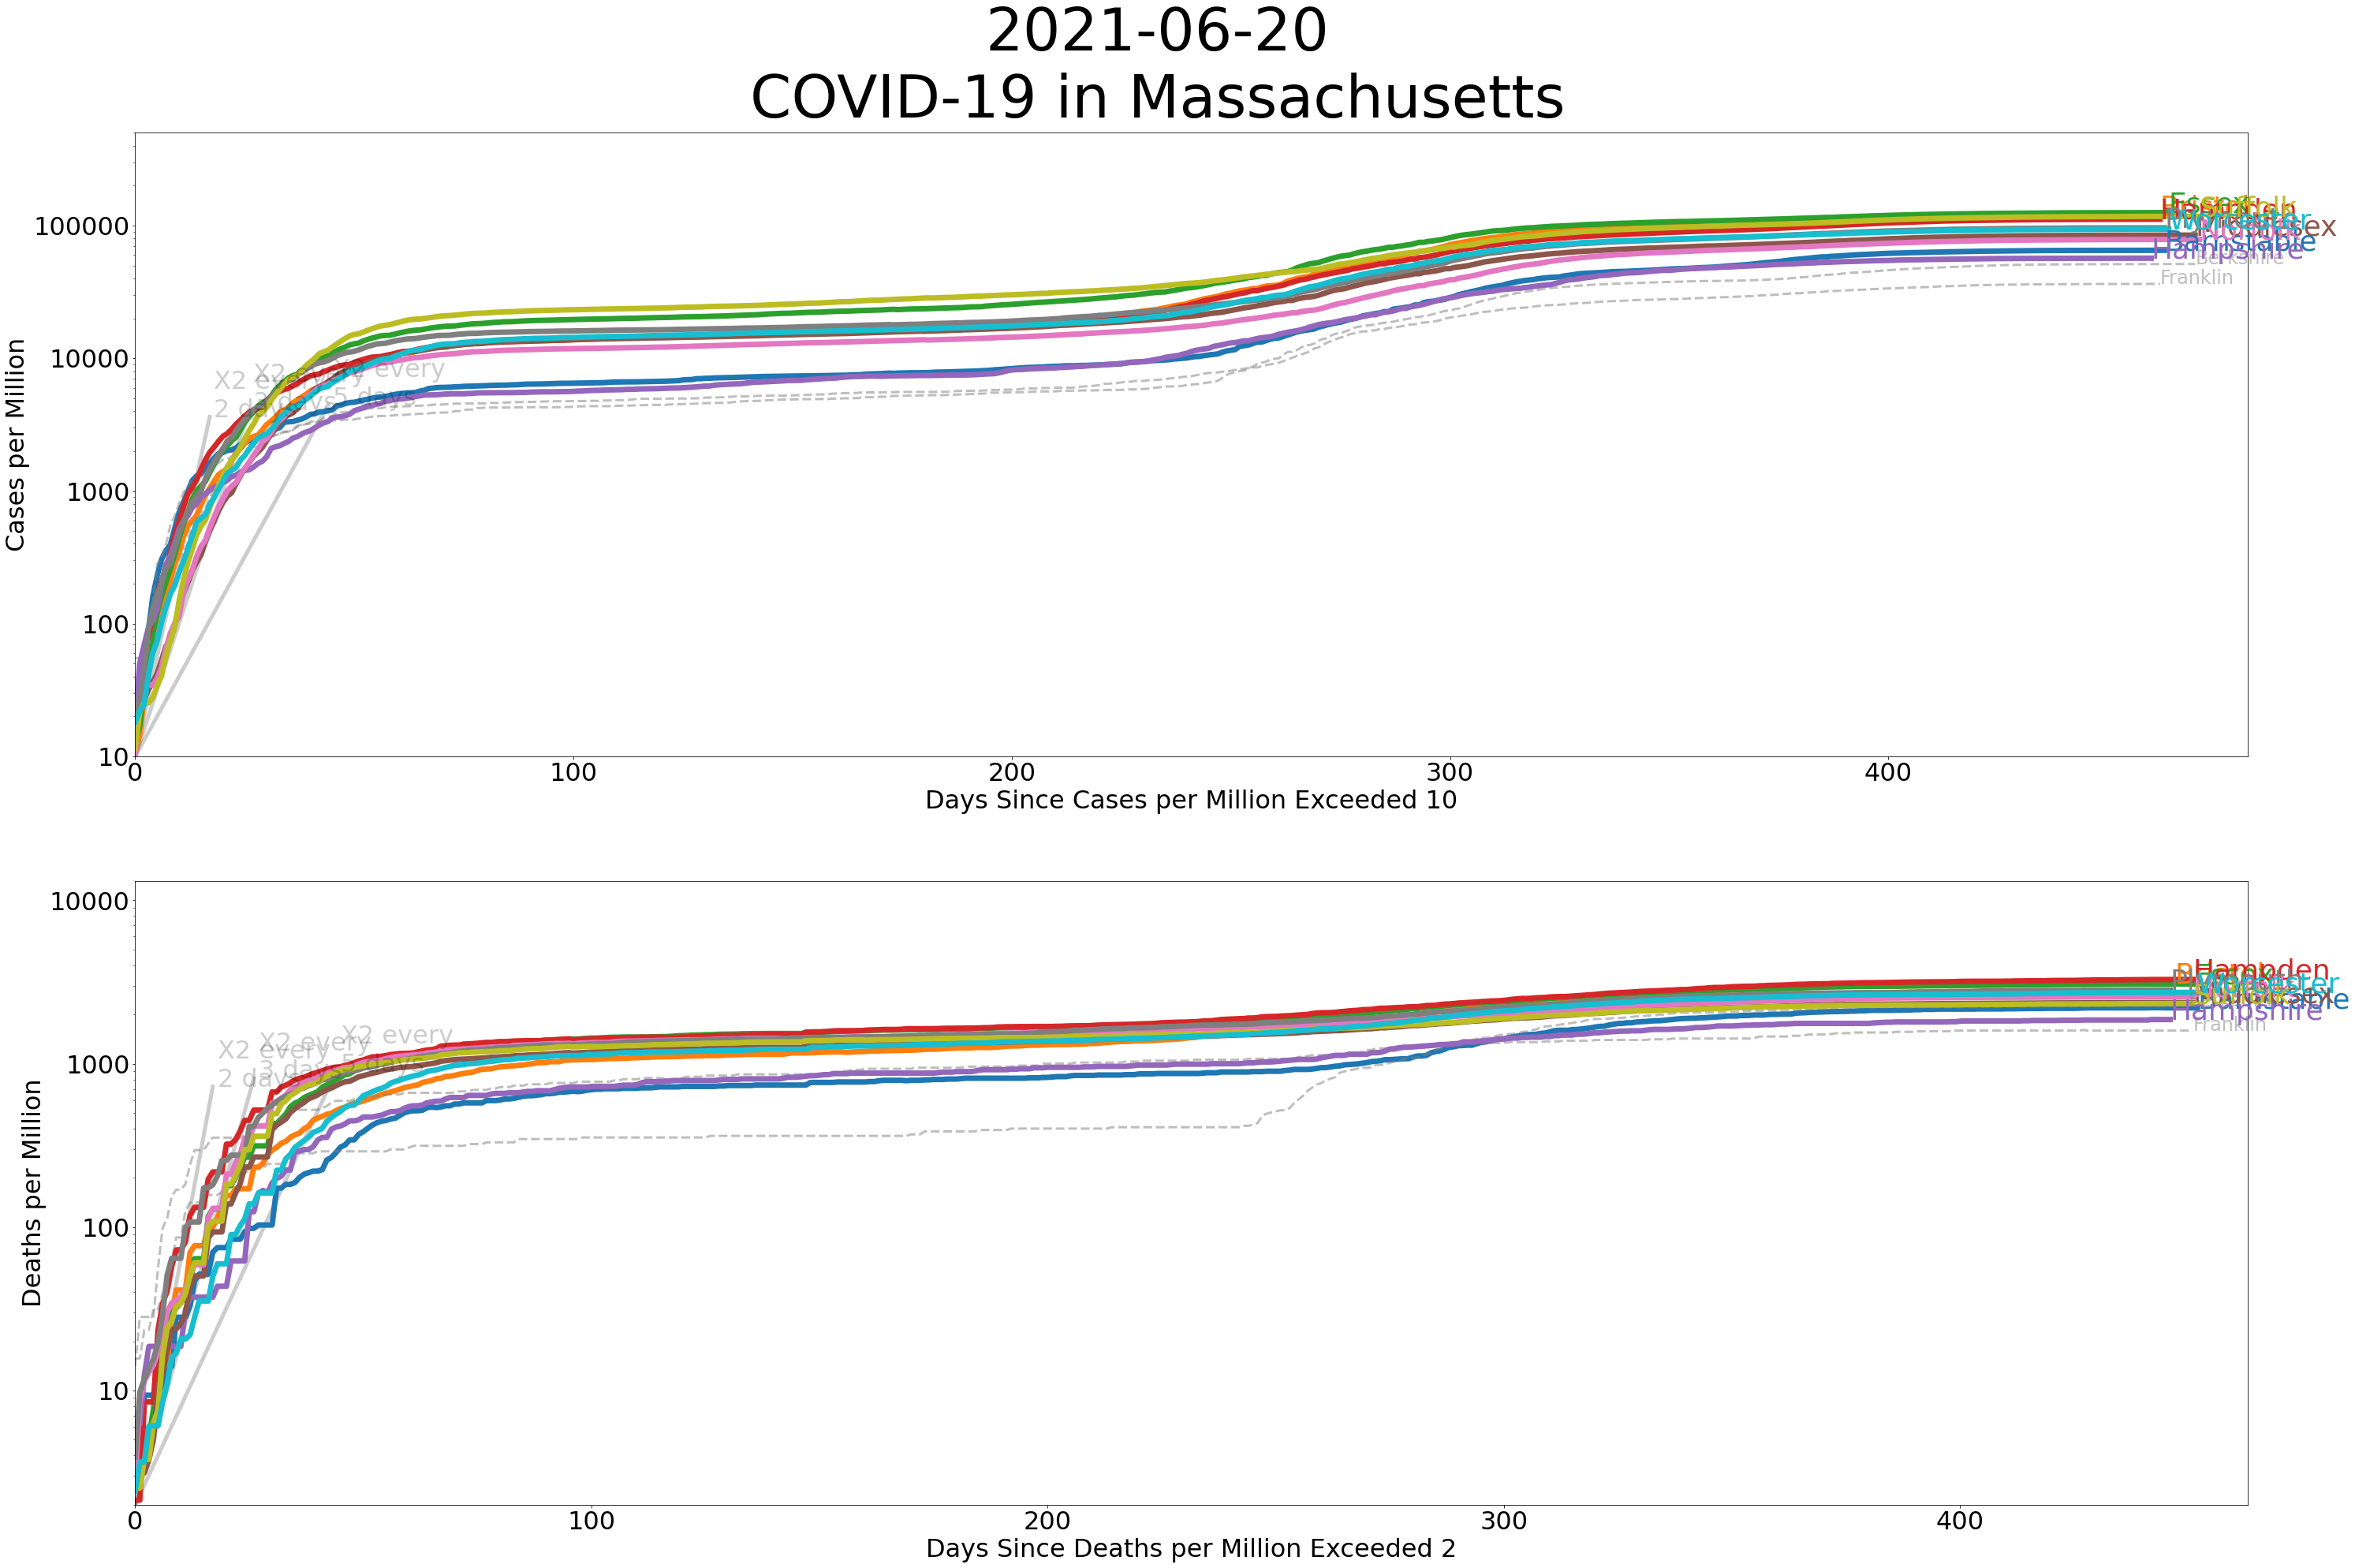 2021-06-20
COVID-19 in Massachusetts
Cases per Million
100000
10000
1000
100
10
X2 every
2 days
5 days
Essex
Hampden
Worcester
Barnstable
Hampshire
Berkshire
Franklin
0 100 200 300 400
Days Since Cases per Million Exceeded 10
Deaths per Million
10000
1000
100
10
X2 every
2 days
X2 every
3 days
X2 every
5 days
Hampden
Worcester
Hampshire
Franklin
0 100 200 300 400
Days Since Deaths per Million Exceeded 2